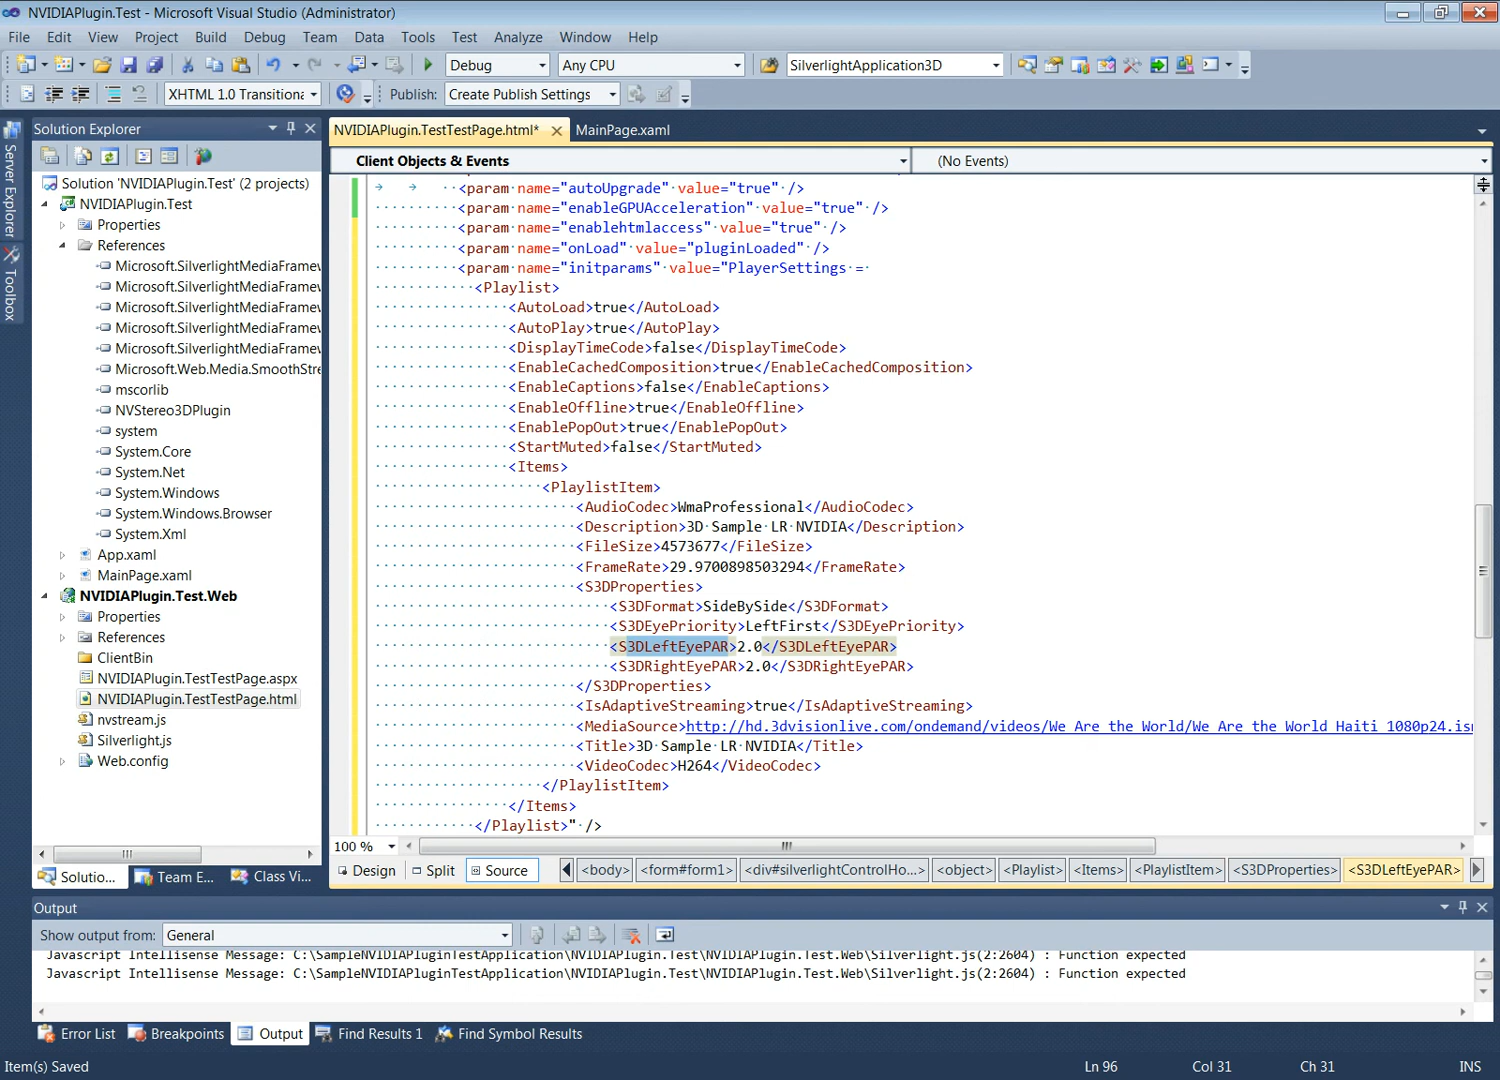 NVIDIAPlugin.Test - Microsoft Visual Studio (Administrator)
File Edit View Project Build Debug Team Data Tools Test Analyze Window Help
Debug Any CPU SilverlightApplication3D
XHTML 1.0 Transitiona Publish: Create Publish Settings
Server Explorer
Toolbox
Solution Explorer
Solution 'NVIDIAPlugin.Test' (2 projects)
NVIDIAPlugin.Test
Properties
References
Microsoft.SilverlightMediaFramew
Microsoft.SilverlightMediaFramew
Microsoft.SilverlightMediaFramew
Microsoft.SilverlightMediaFramew
Microsoft.SilverlightMediaFramew
Microsoft.Web.Media.SmoothStre
mscorlib
NVStereo3DPlugin
system
System.Core
System.Net
System.Windows
System.Windows.Browser
System.Xml
App.xaml
MainPage.xaml
NVIDIAPlugin.Test.Web
Properties
References
ClientBin
NVIDIAPlugin.TestTestPage.aspx
NVIDIAPlugin.TestTestPage.html
nvstream.js
Silverlight.js
Web.config
Solutio... Team E... Class Vi...
NVIDIAPlugin.TestTestPage.html* MainPage.xaml
Client Objects & Events (No Events)
<param name="autoUpgrade" value="true" />
<param name="enableGPUAcceleration" value="true" />
<param name="enablehtmlaccess" value="true" />
<param name="onLoad" value="pluginLoaded" />
<param name="initparams" value="PlayerSettings =
<Playlist>
<AutoLoad>true</AutoLoad>
<AutoPlay>true</AutoPlay>
<DisplayTimeCode>false</DisplayTimeCode>
<EnableCachedComposition>true</EnableCachedComposition>
<EnableCaptions>false</EnableCaptions>
<EnableOffline>true</EnableOffline>
<EnablePopOut>true</EnablePopOut>
<StartMuted>false</StartMuted>
<Items>
<PlaylistItem>
<AudioCodec>WmaProfessional</AudioCodec>
<Description>3D Sample LR NVIDIA</Description>
<FileSize>4573677</FileSize>
<FrameRate>29.9700898503294</FrameRate>
<S3DProperties>
<S3DFormat>SideBySide</S3DFormat>
<S3DEyePriority>LeftFirst</S3DEyePriority>
<S3DLeftEyePAR>2.0</S3DLeftEyePAR>
<S3DRightEyePAR>2.0</S3DRightEyePAR>
</S3DProperties>
<IsAdaptiveStreaming>true</IsAdaptiveStreaming>
<MediaSource>http://hd.3dvisionlive.com/ondemand/videos/We Are the World/We Are the World Haiti 1080p24.ism
<Title>3D Sample LR NVIDIA</Title>
<VideoCodec>H264</VideoCodec>
</PlaylistItem>
</Items>
</Playlist>" />
100 %
Design Split Source <body> <form#form1> <div#silverlightControlHo...> <object> <Playlist> <Items> <PlaylistItem> <S3DProperties> <S3DLeftEyePAR>
Output
Show output from: General
Javascript Intellisense Message: C:\SampleNVIDIAPluginTestApplication\NVIDIAPlugin.Test\NVIDIAPlugin.Test.Web\Silverlight.js(2:2604) : Function expected
Javascript Intellisense Message: C:\SampleNVIDIAPluginTestApplication\NVIDIAPlugin.Test\NVIDIAPlugin.Test.Web\Silverlight.js(2:2604) : Function expected
Error List Breakpoints Output Find Results 1 Find Symbol Results
Item(s) Saved Ln 96 Col 31 Ch 31 INS